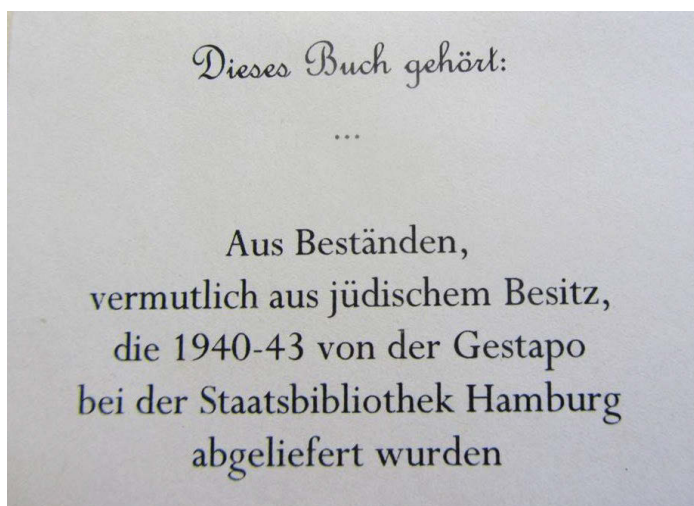 Dieses Buch gehört:
...
Aus Beständen,
vermutlich aus jüdischem Besitz,
die 1940-43 von der Gestapo
bei der Staatsbibliothek Hamburg
abgeliefert wurden